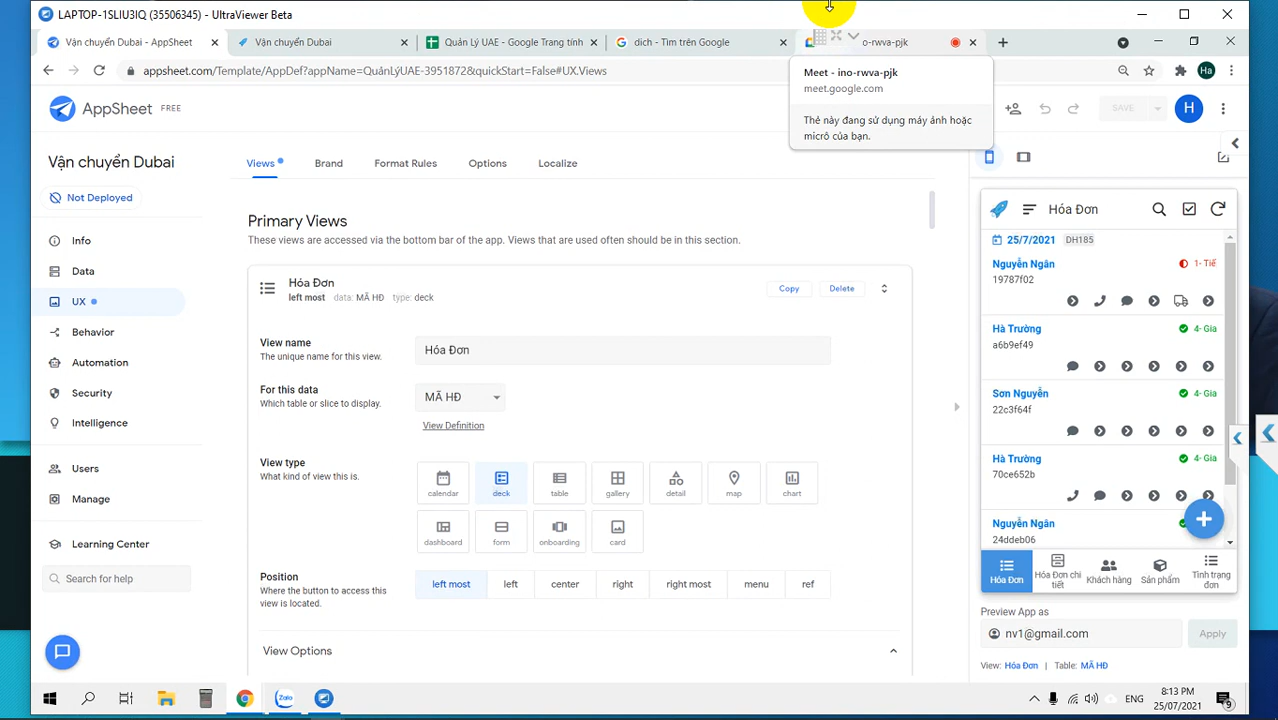 LAPTOP-1SLIU3IQ (35506345) - UltraViewer Beta
Vận chuyển Dubai - AppSheet
Vận chuyển Dubai
Quản Lý UAE - Google Trang tính
dich - Tìm trên Google
o-rwva-pjk
appsheet.com/Template/AppDef?appName=QuảnLýUAE-3951872&quickStart=False#UX.Views
Ha
Meet - ino-rwva-pjk
meet.google.com
Thẻ này đang sử dụng máy ảnh hoặc
micrô của bạn.
AppSheet FREE
SAVE
H
Vận chuyển Dubai
Not Deployed
Info
Data
UX
Behavior
Automation
Security
Intelligence
Users
Manage
Learning Center
Search for help
Views
Brand
Format Rules
Options
Localize
Primary Views
These views are accessed via the bottom bar of the app. Views that are used often should be in this section.
Hóa Đơn
left most data: MÃ HĐ type: deck
Copy
Delete
View name
The unique name for this view.
Hóa Đơn
For this data
Which table or slice to display.
MÃ HĐ
View Definition
View type
What kind of view this is.
calendar
deck
table
gallery
detail
map
chart
dashboard
form
onboarding
card
Position
Where the button to access this
view is located.
left most
left
center
right
right most
menu
ref
View Options
Hóa Đơn
25/7/2021 DH185
Nguyễn Ngân
1- Tiế
19787f02
Hà Trường
4- Gia
a6b9ef49
Sơn Nguyễn
4- Gia
22c3f64f
Hà Trường
4- Gia
70ce652b
Nguyễn Ngân
24ddeb06
Hóa Đơn
Hóa Đơn chi
tiết
Khách hàng
Sản phẩm
Tình trạng
đơn
Preview App as
nv1@gmail.com
Apply
View: Hóa Đơn | Table: MÃ HĐ
Zalo
ENG
8:13 PM
25/07/2021
9